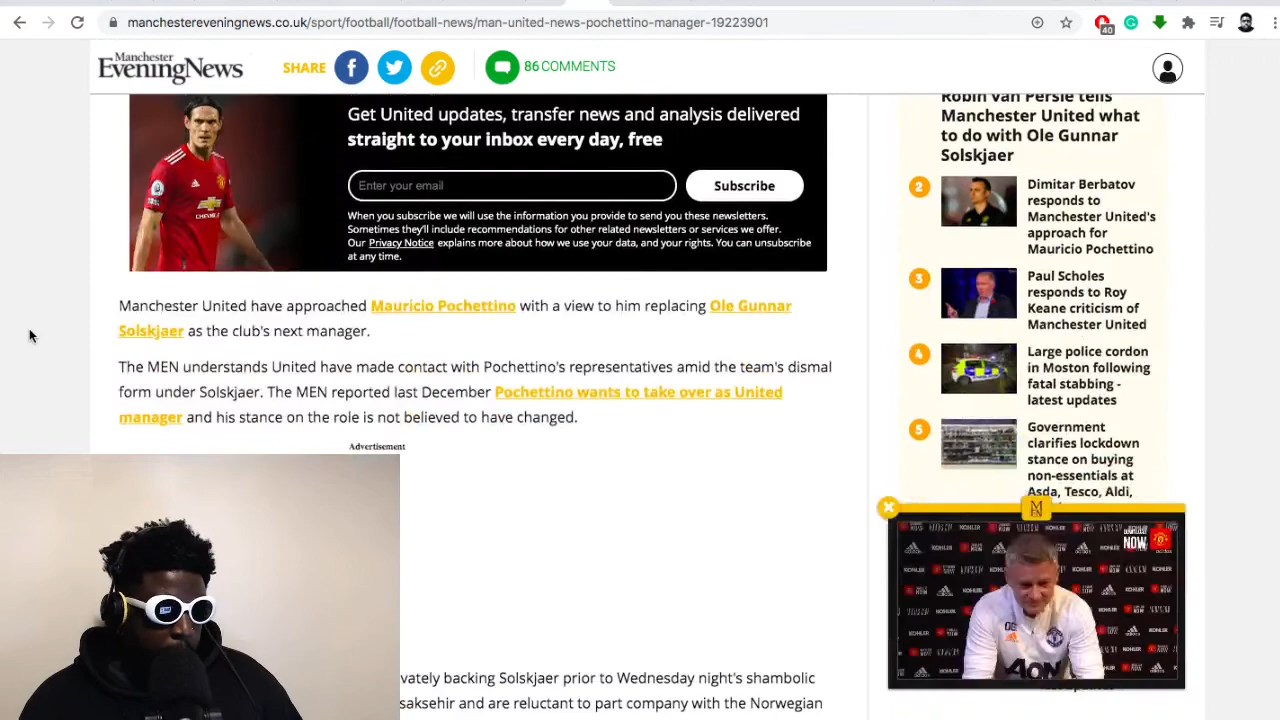 manchestereveningnews.co.uk/sport/football/football-news/man-united-news-pochettino-manager-19223901
40
Manchester
EveningNews
SHARE
86 COMMENTS
Get United updates, transfer news and analysis delivered
straight to your inbox every day, free
Enter your email
Subscribe
When you subscribe we will use the information you provide to send you these newsletters.
Sometimes they'll include recommendations for other related newsletters or services we offer.
Our Privacy Notice explains more about how we use your data, and your rights. You can unsubscribe
at any time.
CHEVROLET
Manchester United have approached Mauricio Pochettino with a view to him replacing Ole Gunnar
Solskjaer as the club's next manager.
The MEN understands United have made contact with Pochettino's representatives amid the team's dismal
form under Solskjaer. The MEN reported last December Pochettino wants to take over as United
manager and his stance on the role is not believed to have changed.
Advertisement
vately backing Solskjaer prior to Wednesday night's shambolic
saksehir and are reluctant to part company with the Norwegian
Robin van Persie tells
Manchester United what
to do with Ole Gunnar
Solskjaer
2
Dimitar Berbatov
responds to
Manchester United's
approach for
Mauricio Pochettino
3
Paul Scholes
responds to Roy
Keane criticism of
Manchester United
4
Large police cordon
in Moston following
fatal stabbing -
latest updates
5
Government
clarifies lockdown
stance on buying
non-essentials at
Asda, Tesco, Aldi,
M
EN
KOHLER
adidas
NOW
OGS
AON